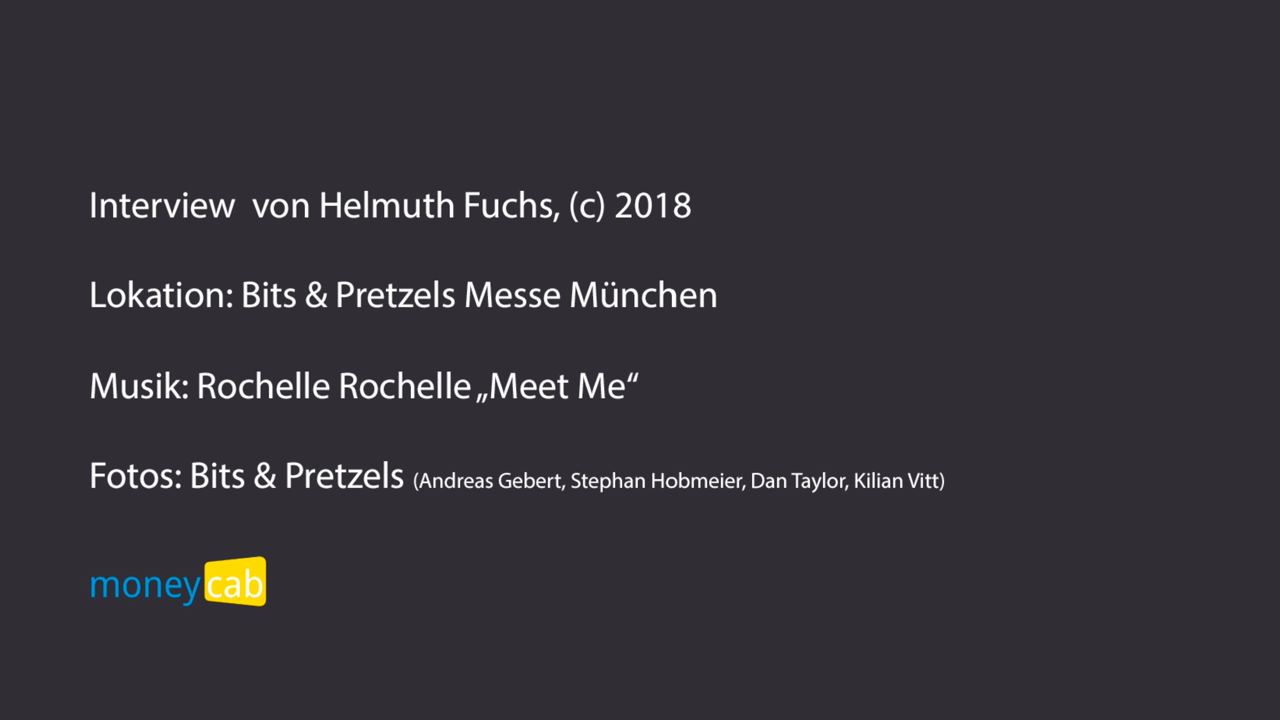 Interview von Helmuth Fuchs, (c) 2018
Lokation: Bits & Pretzels Messe München
Musik: Rochelle Rochelle „Meet Me“
Fotos: Bits & Pretzels (Andreas Gebert, Stephan Hobmeier, Dan Taylor, Kilian Vitt)
moneycab